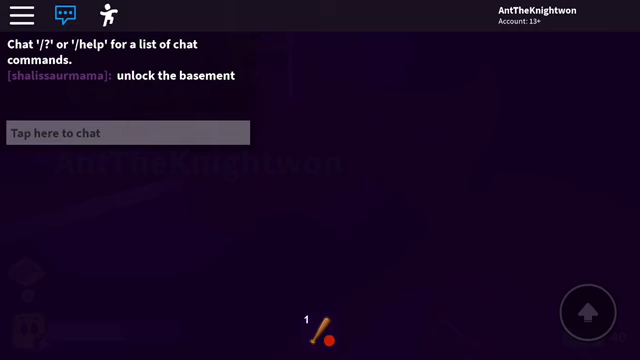 AntTheKnightwon
Account: 13+
Chat '/?' or '/help' for a list of chat
commands.
[shalissaurmama]: unlock the basement
Tap here to chat
AntTheKnightwon
1
40